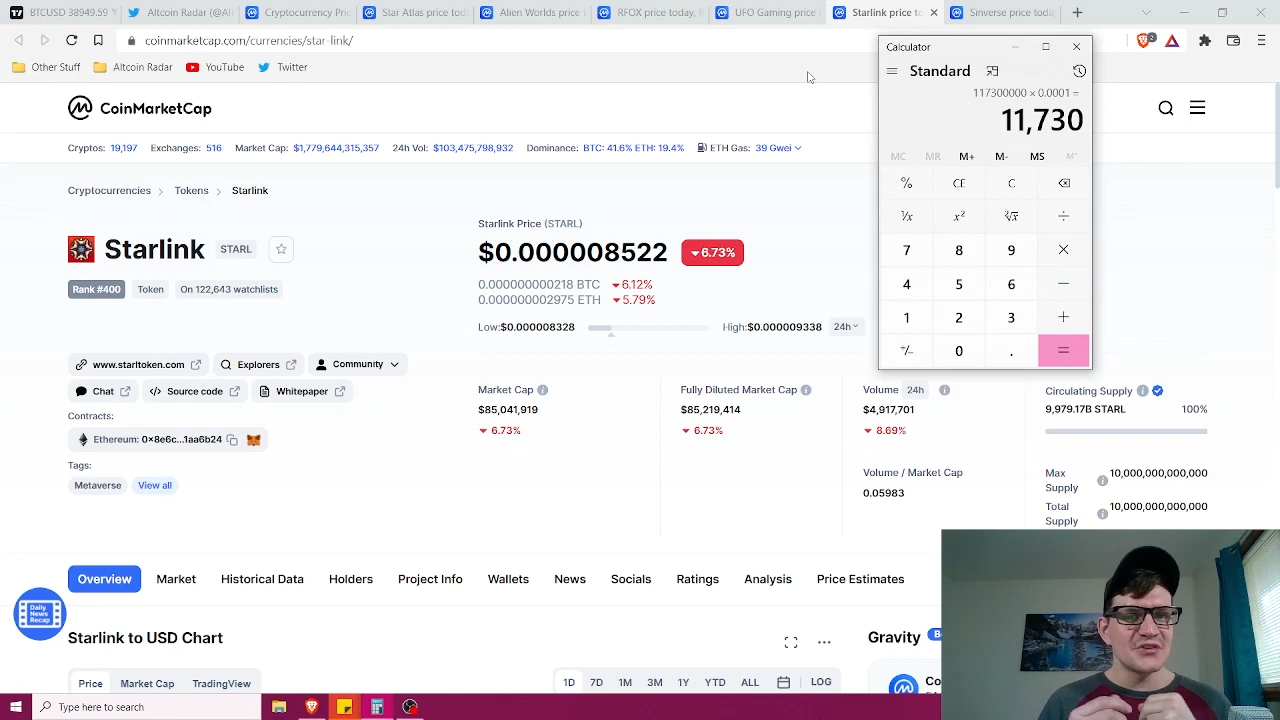 BTCUSD 38949.59
Altcoin Radar (@Al
Cryptocurrency Pri
Star Atlas price tod
Alien Worlds price
RFOX price today, R
UFO Gaming price t
Starlink price to
Sinverse price today
coinmarketcap.com/currencies/star-link/
2
Other Stuff
Altcoin Radar
YouTube
Twitter
Calculator
Standard
117300000 × 0.0001 =
11,730
MC MR M+ M- MS M˅
% CE C
¹/x x² ²√x ÷
7 8 9 ×
4 5 6 −
1 2 3 +
+/− 0 . =
CoinMarketCap
Cryptos: 19,197 Exchanges: 516 Market Cap: $1,779,644,315,357 24h Vol: $103,475,798,932 Dominance: BTC: 41.6% ETH: 19.4% ETH Gas: 39 Gwei
Cryptocurrencies > Tokens > Starlink
Starlink STARL
Rank #400 Token On 122,643 watchlists
www.starltoken.com Explorers Community
Chat Source code Whitepaper
Contracts:
Ethereum: 0×8e6c...1aa6b24
Tags:
Metaverse View all
Starlink Price (STARL)
$0.000008522 6.73%
0.000000000218 BTC 6.12%
0.000000002975 ETH 5.79%
Low: $0.000008328 High: $0.000009338 24h
Market Cap
$85,041,919
6.73%
Fully Diluted Market Cap
$85,219,414
6.73%
Volume 24h
$4,917,701
8.69%
Volume / Market Cap
0.05983
Circulating Supply
9,979.17B STARL 100%
Max Supply 10,000,000,000,000
Total Supply 10,000,000,000,000
Overview Market Historical Data Holders Project Info Wallets News Socials Ratings Analysis Price Estimates
Daily
News
Recap
Starlink to USD Chart
Price Market Cap TradingView
1D 7D 1M 3M 1Y YTD ALL LOG
Gravity
Co
Type here to search